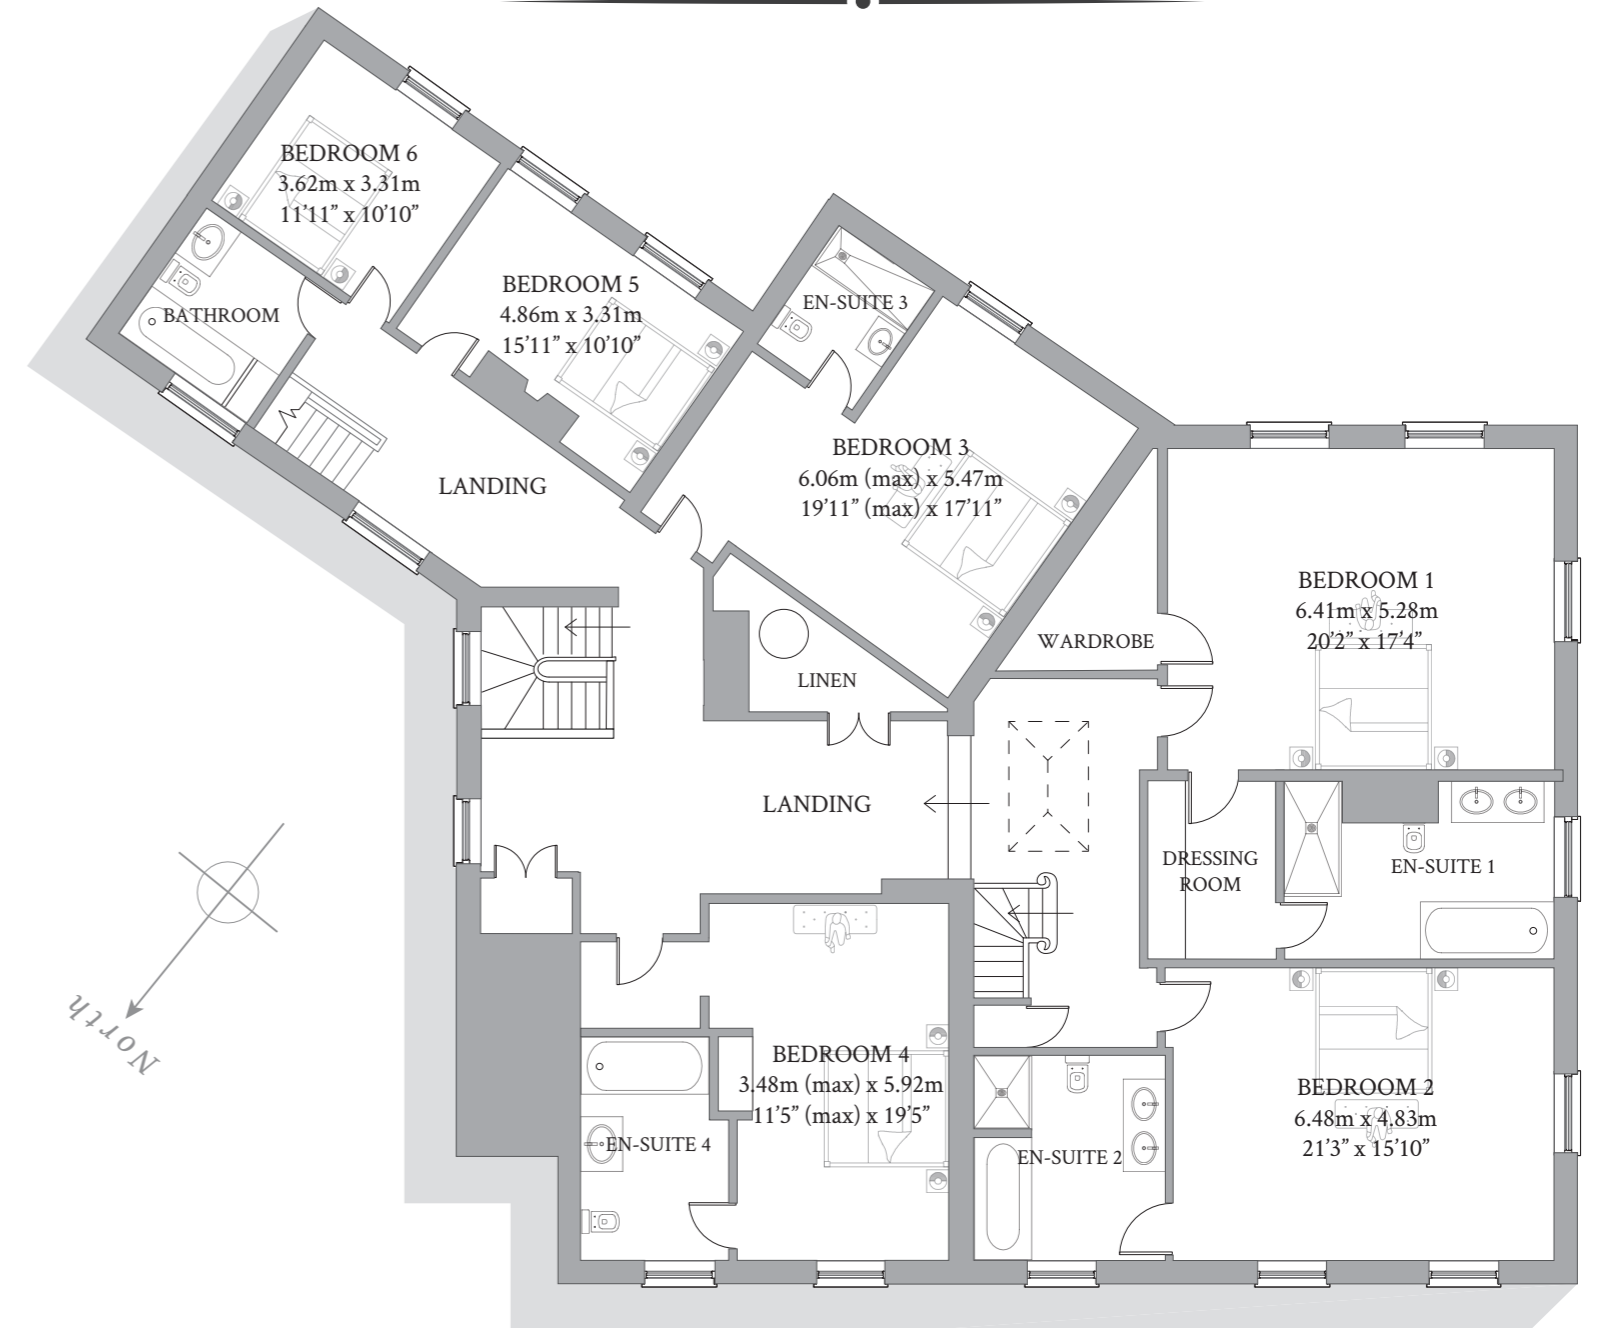 BEDROOM 6
3.62m x 3.31m
11’11” x 10’10”
BATHROOM
BEDROOM 5
4.86m x 3.31m
15’11” x 10’10”
EN-SUITE 3
LANDING
BEDROOM 3
6.06m (max) x 5.47m
19’11” (max) x 17’11”
BEDROOM 1
6.41m x 5.28m
20’2” x 17’4”
WARDROBE
LINEN
LANDING
DRESSING
ROOM
EN-SUITE 1
North
BEDROOM 4
3.48m (max) x 5.92m
11’5” (max) x 19’5”
EN-SUITE 4
EN-SUITE 2
BEDROOM 2
6.48m x 4.83m
21’3” x 15’10”